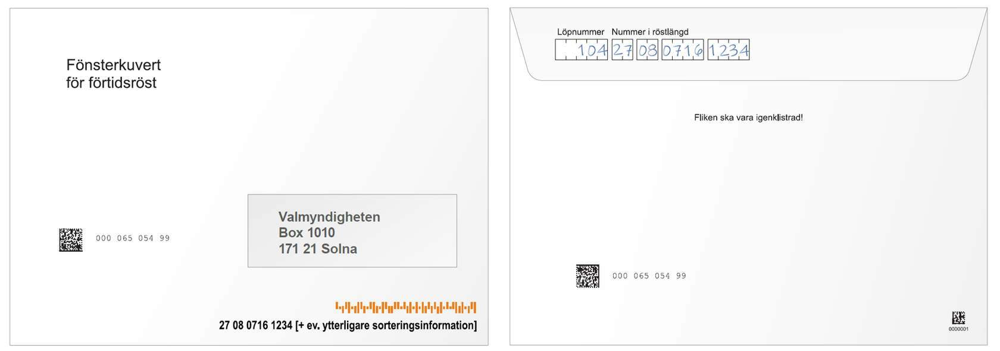 Fönsterkuvert
för förtidsröst
000 065 054 99
Valmyndigheten
Box 1010
171 21 Solna
27 08 0716 1234 [+ ev. ytterligare sorteringsinformation]
Löpnummer Nummer i röstlängd
104 27 08 0716 1234
Fliken ska vara igenklistrad!
000 065 054 99
0000001